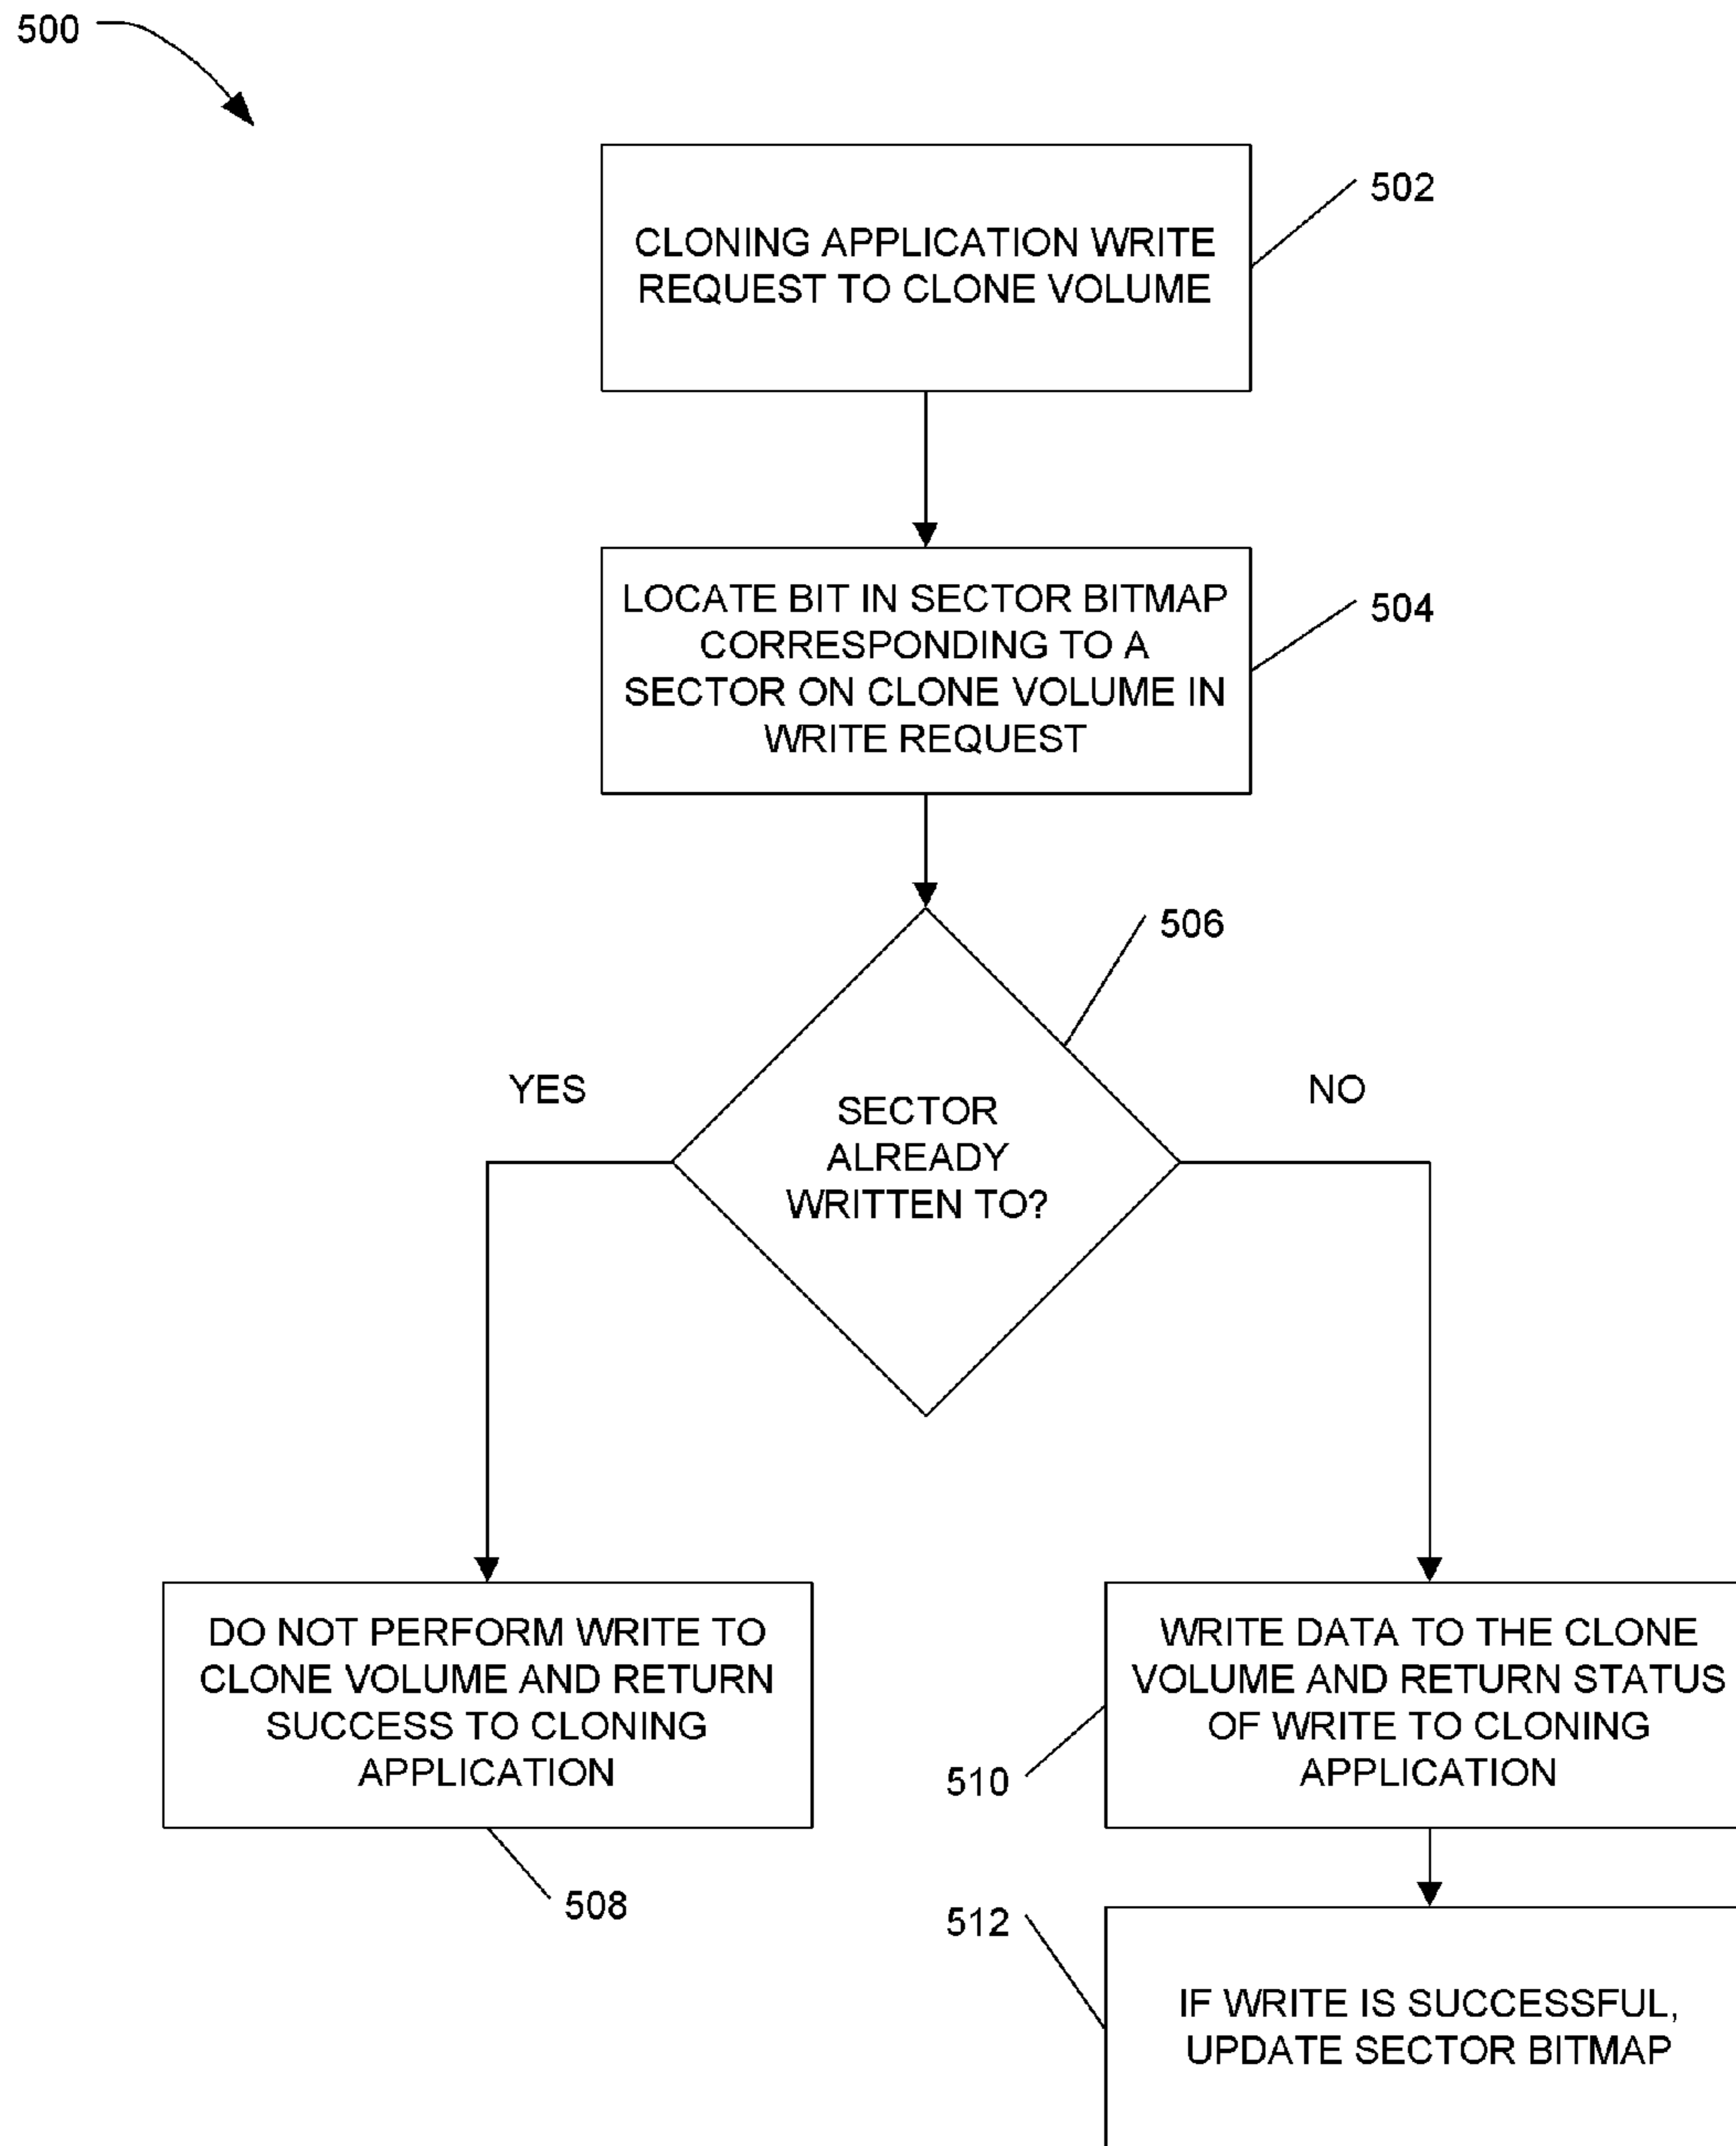 500
CLONING APPLICATION WRITE
REQUEST TO CLONE VOLUME
502
LOCATE BIT IN SECTOR BITMAP
CORRESPONDING TO A
SECTOR ON CLONE VOLUME IN
WRITE REQUEST
504
506
YES
NO
SECTOR
ALREADY
WRITTEN TO?
DO NOT PERFORM WRITE TO
CLONE VOLUME AND RETURN
SUCCESS TO CLONING
APPLICATION
508
WRITE DATA TO THE CLONE
VOLUME AND RETURN STATUS
OF WRITE TO CLONING
APPLICATION
510
512
IF WRITE IS SUCCESSFUL,
UPDATE SECTOR BITMAP